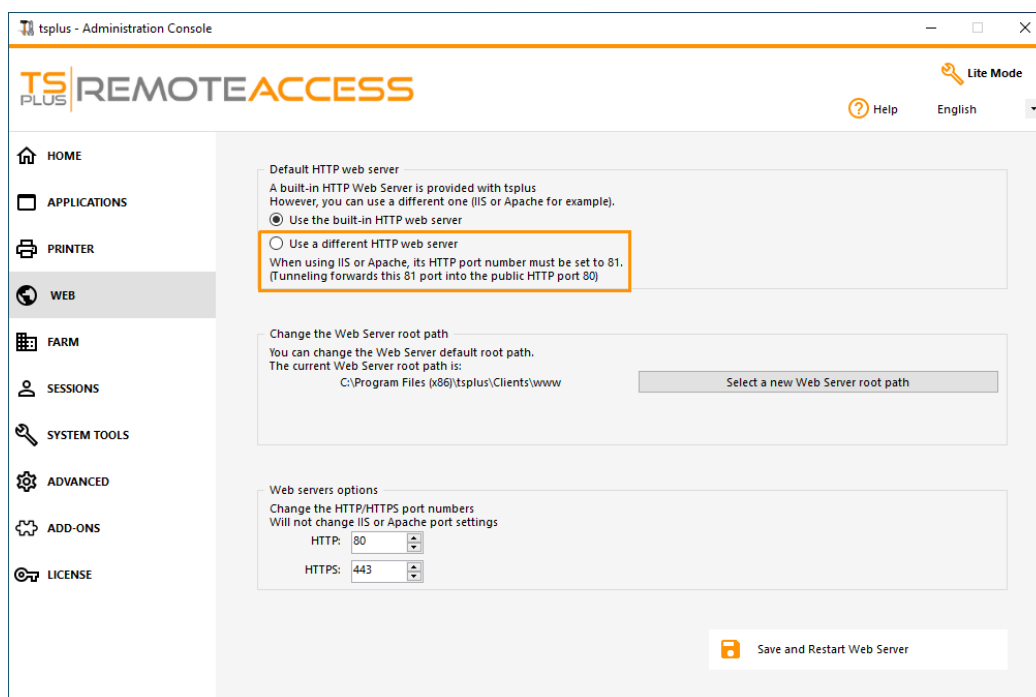 tsplus - Administration Console
TS PLUS REMOTEACCESS
Lite Mode
Help
English
HOME
APPLICATIONS
PRINTER
WEB
FARM
SESSIONS
SYSTEM TOOLS
ADVANCED
ADD-ONS
LICENSE
Default HTTP web server
A built-in HTTP Web Server is provided with tsplus
However, you can use a different one (IIS or Apache for example).
Use the built-in HTTP web server
Use a different HTTP web server
When using IIS or Apache, its HTTP port number must be set to 81.
(Tunneling forwards this 81 port into the public HTTP port 80)
Change the Web Server root path
You can change the Web Server default root path.
The current Web Server root path is:
C:\Program Files (x86)\tsplus\Clients\www
Select a new Web Server root path
Web servers options
Change the HTTP/HTTPS port numbers
Will not change IIS or Apache port settings
HTTP: 80
HTTPS: 443
Save and Restart Web Server